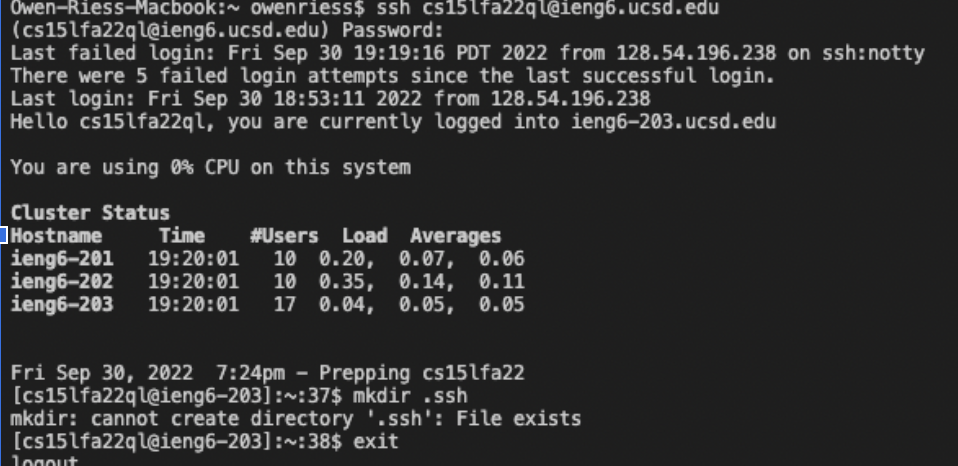 Owen-Riess-Macbook:~ owenriess$ ssh cs15lfa22ql@ieng6.ucsd.edu
(cs15lfa22ql@ieng6.ucsd.edu) Password:
Last failed login: Fri Sep 30 19:19:16 PDT 2022 from 128.54.196.238 on ssh:notty
There were 5 failed login attempts since the last successful login.
Last login: Fri Sep 30 18:53:11 2022 from 128.54.196.238
Hello cs15lfa22ql, you are currently logged into ieng6-203.ucsd.edu

You are using 0% CPU on this system

Cluster Status
Hostname     Time    #Users  Load  Averages
ieng6-201   19:20:01   10  0.20,  0.07,  0.06
ieng6-202   19:20:01   10  0.35,  0.14,  0.11
ieng6-203   19:20:01   17  0.04,  0.05,  0.05

Fri Sep 30, 2022  7:24pm - Prepping cs15lfa22
[cs15lfa22ql@ieng6-203]:~:37$ mkdir .ssh
mkdir: cannot create directory '.ssh': File exists
[cs15lfa22ql@ieng6-203]:~:38$ exit
logout